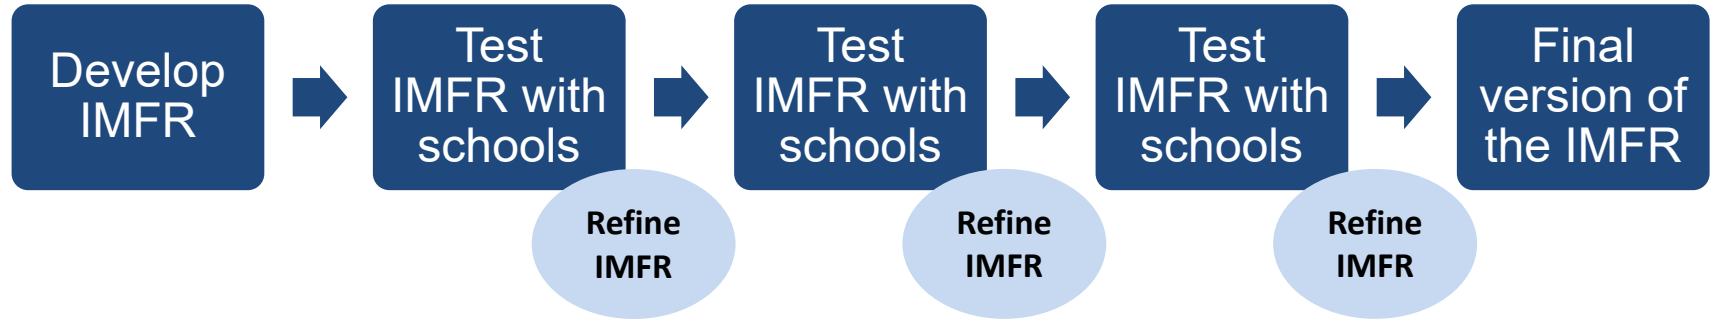 Develop
IMFR
Test
IMFR with
schools
Refine
IMFR
Test
IMFR with
schools
Refine
IMFR
Test
IMFR with
schools
Refine
IMFR
Final
version of
the IMFR